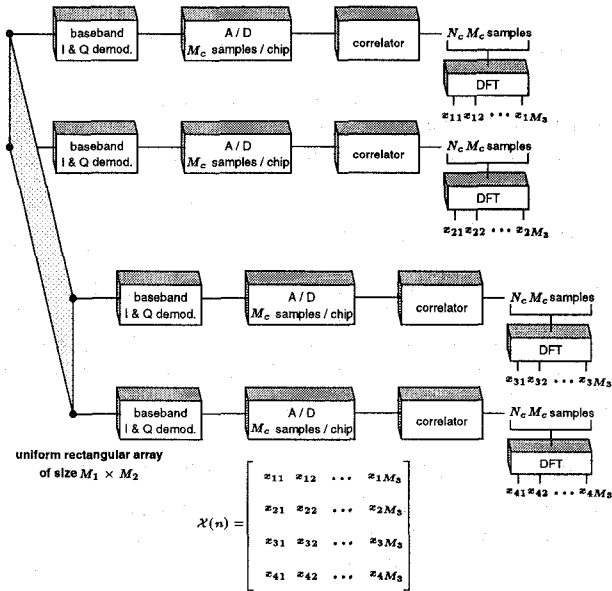 baseband
I & Q demod.
A / D
M_c samples / chip
correlator
N_c M_c samples
DFT
x_11 x_12 ••• x_1M_3
baseband
I & Q demod.
A / D
M_c samples / chip
correlator
N_c M_c samples
DFT
x_21 x_22 ••• x_2M_3
baseband
I & Q demod.
A / D
M_c samples / chip
correlator
N_c M_c samples
DFT
x_31 x_32 ••• x_3M_3
baseband
I & Q demod.
A / D
M_c samples / chip
correlator
N_c M_c samples
DFT
x_41 x_42 ••• x_4M_3
uniform rectangular array
of size M_1 × M_2
x_11 x_12 ••• x_1M_3
x_21 x_22 ••• x_2M_3
𝒳(n) =
x_31 x_32 ••• x_3M_3
x_41 x_42 ••• x_4M_3